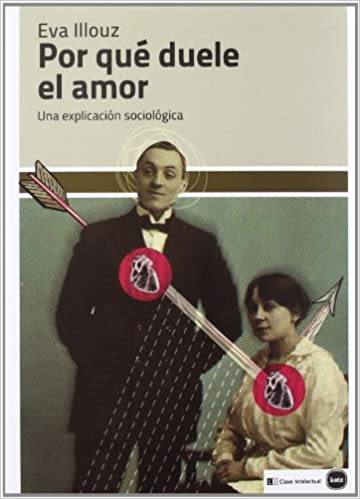 Eva Illouz
Por qué duele
el amor
Una explicación sociológica
Clave Intelectual
katz